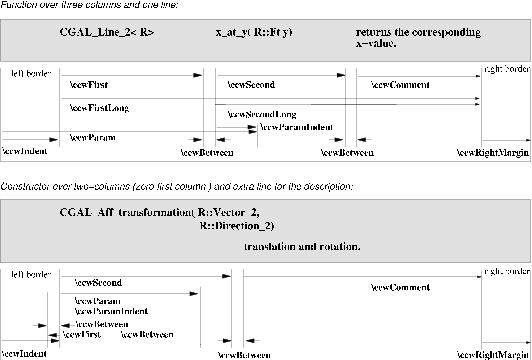 Function over three columns and one line:
CGAL_Line_2< R> x_at_y( R::Ft y) returns the corresponding
x-value.
left border right border
\ccwFirst \ccwSecond \ccwComment
\ccwFirstLong
\ccwSecondLong
\ccwParam \ccwParamIndent
\ccwIndent \ccwBetween \ccwBetween \ccwRightMargin
Constructor over two-columns (zero first column ) and extra line for the description:
CGAL_Aff_transformation( R::Vector_2,
R::Direction_2)
translation and rotation.
left border right border
\ccwSecond \ccwComment
\ccwParam
\ccwParamIndent
\ccwBetween
\ccwFirst \ccwBetween
\ccwIndent \ccwBetween \ccwRightMargin